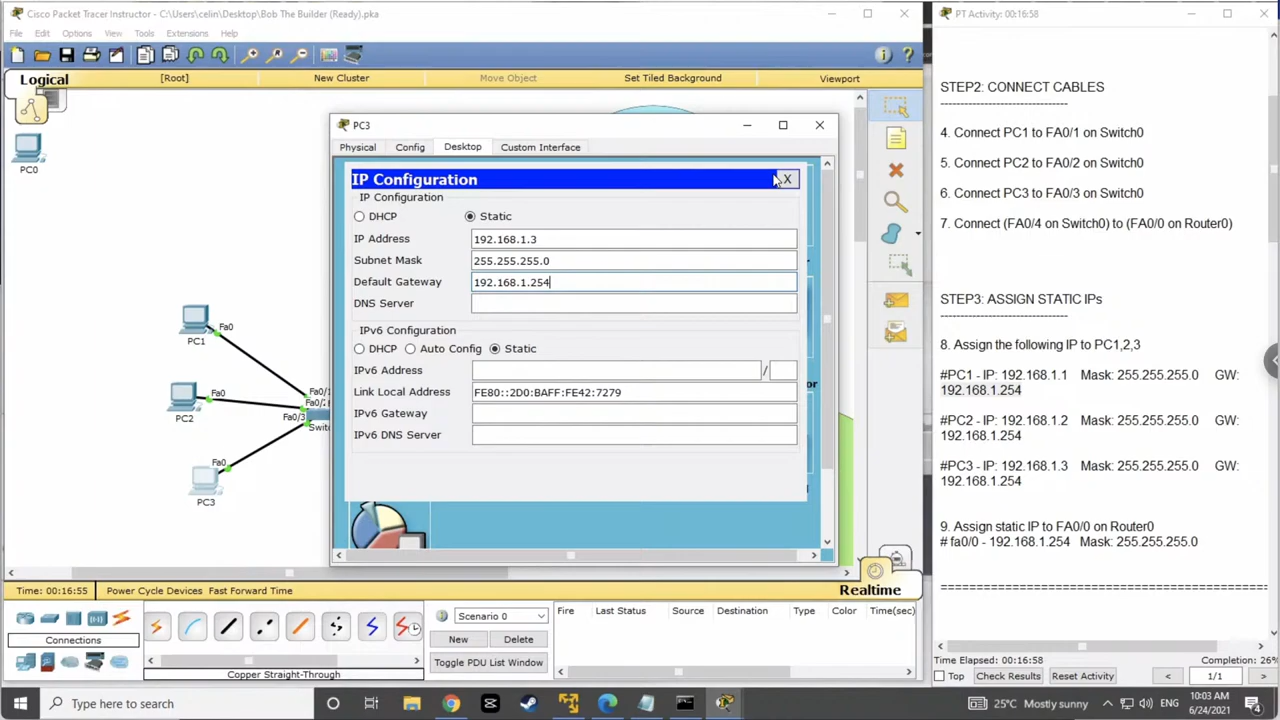 Cisco Packet Tracer Instructor - C:\Users\celin\Desktop\Bob The Builder (Ready).pka
File Edit Options View Tools Extensions Help
Logical [Root] New Cluster Move Object Set Tiled Background Viewport
PC0
PC1
Fa0
PC2
Fa0
PC3
Fa0
Fa0/3
PC3
Physical Config Desktop Custom Interface
IP Configuration X
IP Configuration
DHCP Static
IP Address 192.168.1.3
Subnet Mask 255.255.255.0
Default Gateway 192.168.1.254
DNS Server
IPv6 Configuration
DHCP Auto Config Static
IPv6 Address /
Link Local Address FE80::2D0:BAFF:FE42:7279
IPv6 Gateway
IPv6 DNS Server
Time: 00:16:55 Power Cycle Devices Fast Forward Time Realtime
Connections
Copper Straight-Through
Scenario 0
New Delete
Toggle PDU List Window
Fire Last Status Source Destination Type Color Time(sec)
PT Activity: 00:16:58
STEP2: CONNECT CABLES
--------------------------------
4. Connect PC1 to FA0/1 on Switch0
5. Connect PC2 to FA0/2 on Switch0
6. Connect PC3 to FA0/3 on Switch0
7. Connect (FA0/4 on Switch0) to (FA0/0 on Router0)
STEP3: ASSIGN STATIC IPs
--------------------------------
8. Assign the following IP to PC1,2,3
#PC1 - IP: 192.168.1.1 Mask: 255.255.255.0 GW:
192.168.1.254
#PC2 - IP: 192.168.1.2 Mask: 255.255.255.0 GW:
192.168.1.254
#PC3 - IP: 192.168.1.3 Mask: 255.255.255.0 GW:
192.168.1.254
9. Assign static IP to FA0/0 on Router0
# fa0/0 - 192.168.1.254 Mask: 255.255.255.0
==========================================
Time Elapsed: 00:16:58 Completion: 26%
Top Check Results Reset Activity < 1/1 >
Type here to search
25°C Mostly sunny ENG
10:03 AM
6/24/2021
4